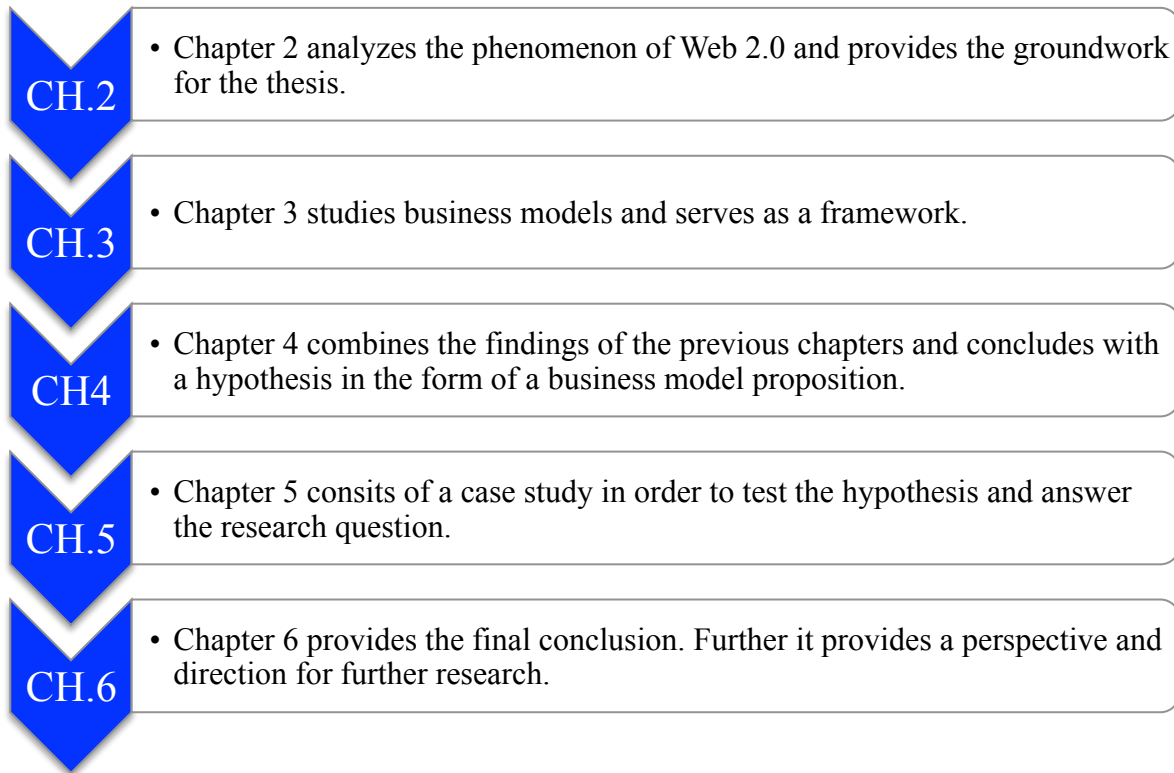 CH.2
• Chapter 2 analyzes the phenomenon of Web 2.0 and provides the groundwork
for the thesis.
CH.3
• Chapter 3 studies business models and serves as a framework.
CH4
• Chapter 4 combines the findings of the previous chapters and concludes with
a hypothesis in the form of a business model proposition.
CH.5
• Chapter 5 consits of a case study in order to test the hypothesis and answer
the research question.
CH.6
• Chapter 6 provides the final conclusion. Further it provides a perspective and
direction for further research.